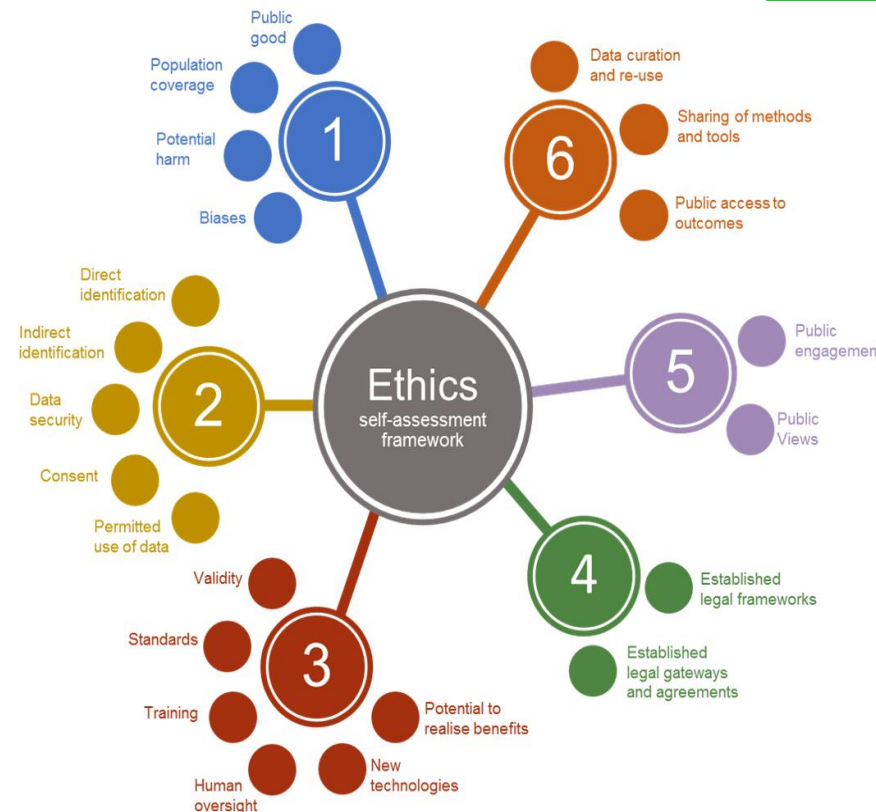 Public
good
Population
coverage
Potential
harm
Biases
1
Direct
identification
Indirect
identification
Data
security
Consent
Permitted
use of data
2
Validity
Standards
Training
Human
oversight
New
technologies
Potential to
realise benefits
3
Ethics
self-assessment
framework
Established
legal frameworks
Established
legal gateways
and agreements
4
Public
engagemen
Public
Views
5
Data curation
and re-use
Sharing of methods
and tools
Public access to
outcomes
6